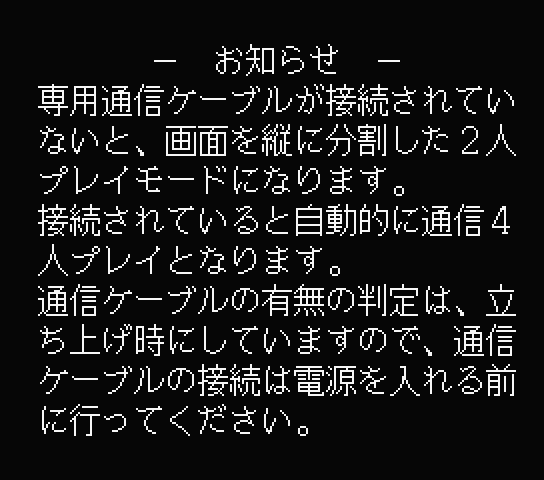 －　お知らせ　－
専用通信ケーブルが接続されてい
ないと、画面を縦に分割した２人
プレイモードになります。
接続されていると自動的に通信４
人プレイとなります。
通信ケーブルの有無の判定は、立
ち上げ時にしていますので、通信
ケーブルの接続は電源を入れる前
に行ってください。